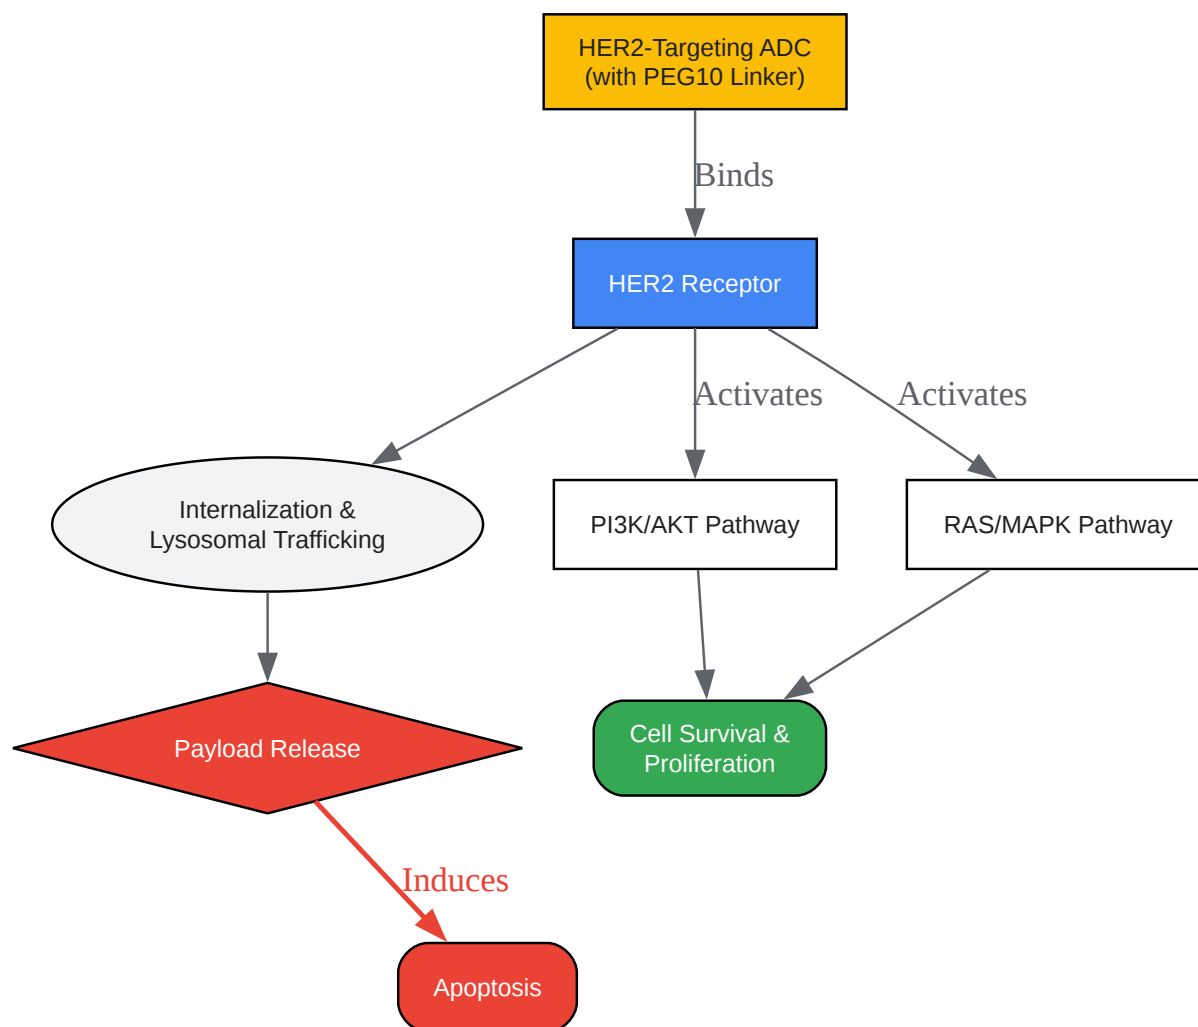 HER2-Targeting ADC
(with PEG10 Linker)
Binds
HER2 Receptor
Activates
Activates
Internalization &
Lysosomal Trafficking
PI3K/AKT Pathway
RAS/MAPK Pathway
Payload Release
Cell Survival &
Proliferation
Induces
Apoptosis